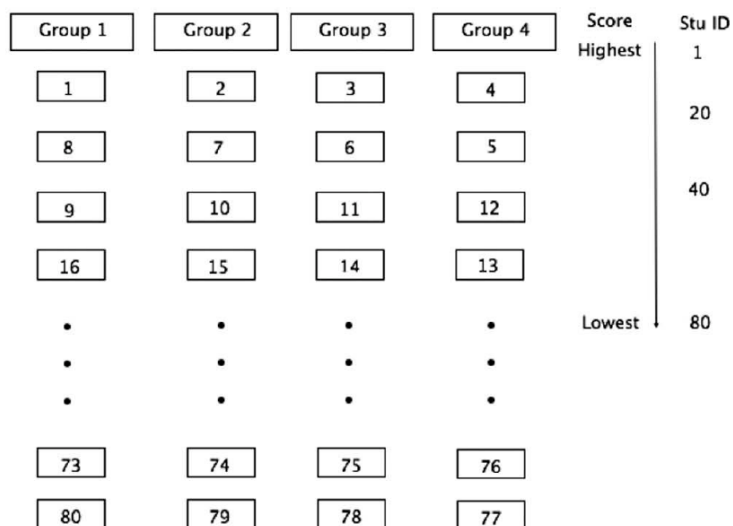 Group 1 Group 2 Group 3 Group 4 Score Stu ID
Highest 1
1 2 3 4
20
8 7 6 5
40
9 10 11 12
16 15 14 13
Lowest 80
73 74 75 76
80 79 78 77